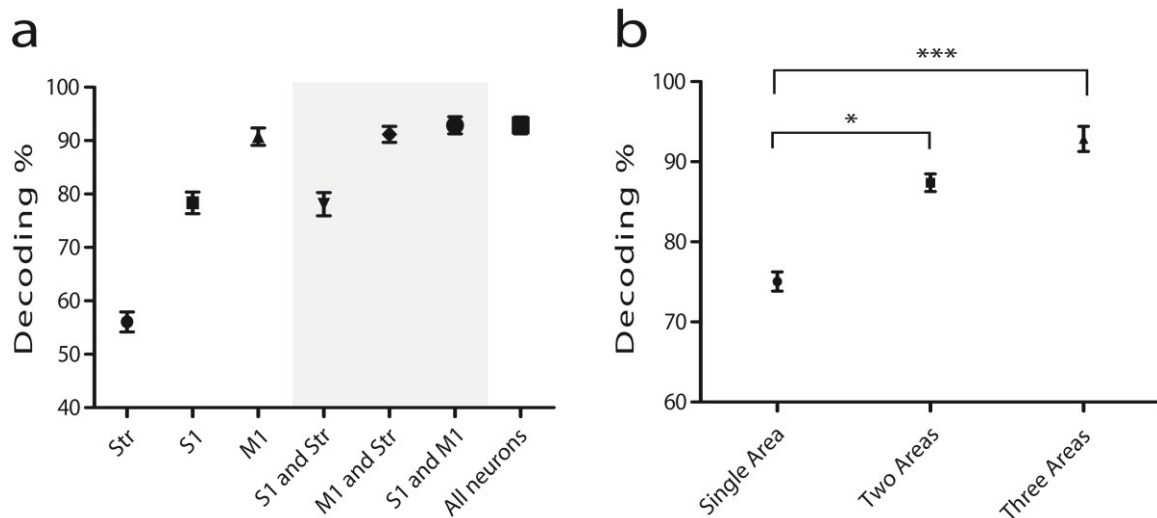 a
Decoding %
100
90
80
70
60
50
40
Str
S1
M1
S1 and Str
M1 and Str
S1 and M1
All neurons
b
Decoding %
100
90
80
70
60
***
*
Single Area
Two Areas
Three Areas